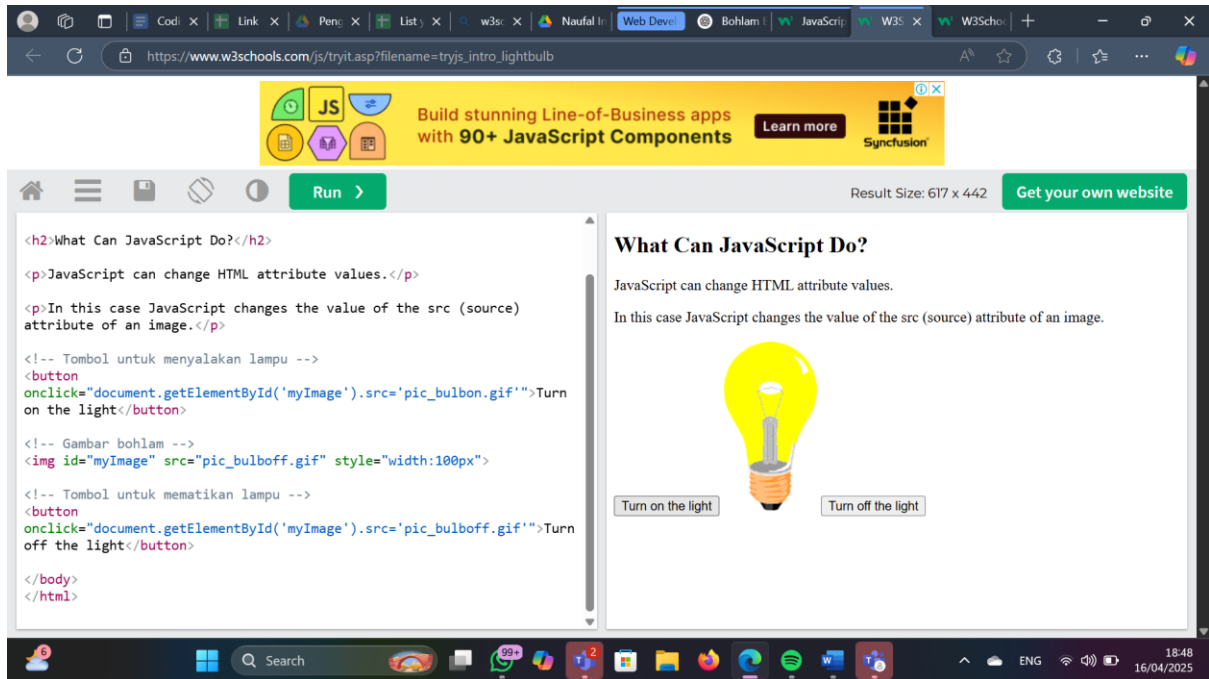 Codi
Link
Peng
List
w3sc
Naufal In
Web Devel
Bohlam
JavaScrip
W3S
W3Schoo
https://www.w3schools.com/js/tryit.asp?filename=tryjs_intro_lightbulb
JS
Build stunning Line-of-Business apps
with 90+ JavaScript Components
Learn more
Syncfusion
Run ❯
Result Size: 617 x 442
Get your own website
<h2>What Can JavaScript Do?</h2>
<p>JavaScript can change HTML attribute values.</p>
<p>In this case JavaScript changes the value of the src (source)
attribute of an image.</p>
<!-- Tombol untuk menyalakan lampu -->
<button
onclick="document.getElementById('myImage').src='pic_bulbon.gif'">Turn
on the light</button>
<!-- Gambar bohlam -->
<img id="myImage" src="pic_bulboff.gif" style="width:100px">
<!-- Tombol untuk mematikan lampu -->
<button
onclick="document.getElementById('myImage').src='pic_bulboff.gif'">Turn
off the light</button>
</body>
</html>
What Can JavaScript Do?
JavaScript can change HTML attribute values.
In this case JavaScript changes the value of the src (source) attribute of an image.
Turn on the light
Turn off the light
6
Search
99+
2
ENG
18:48
16/04/2025